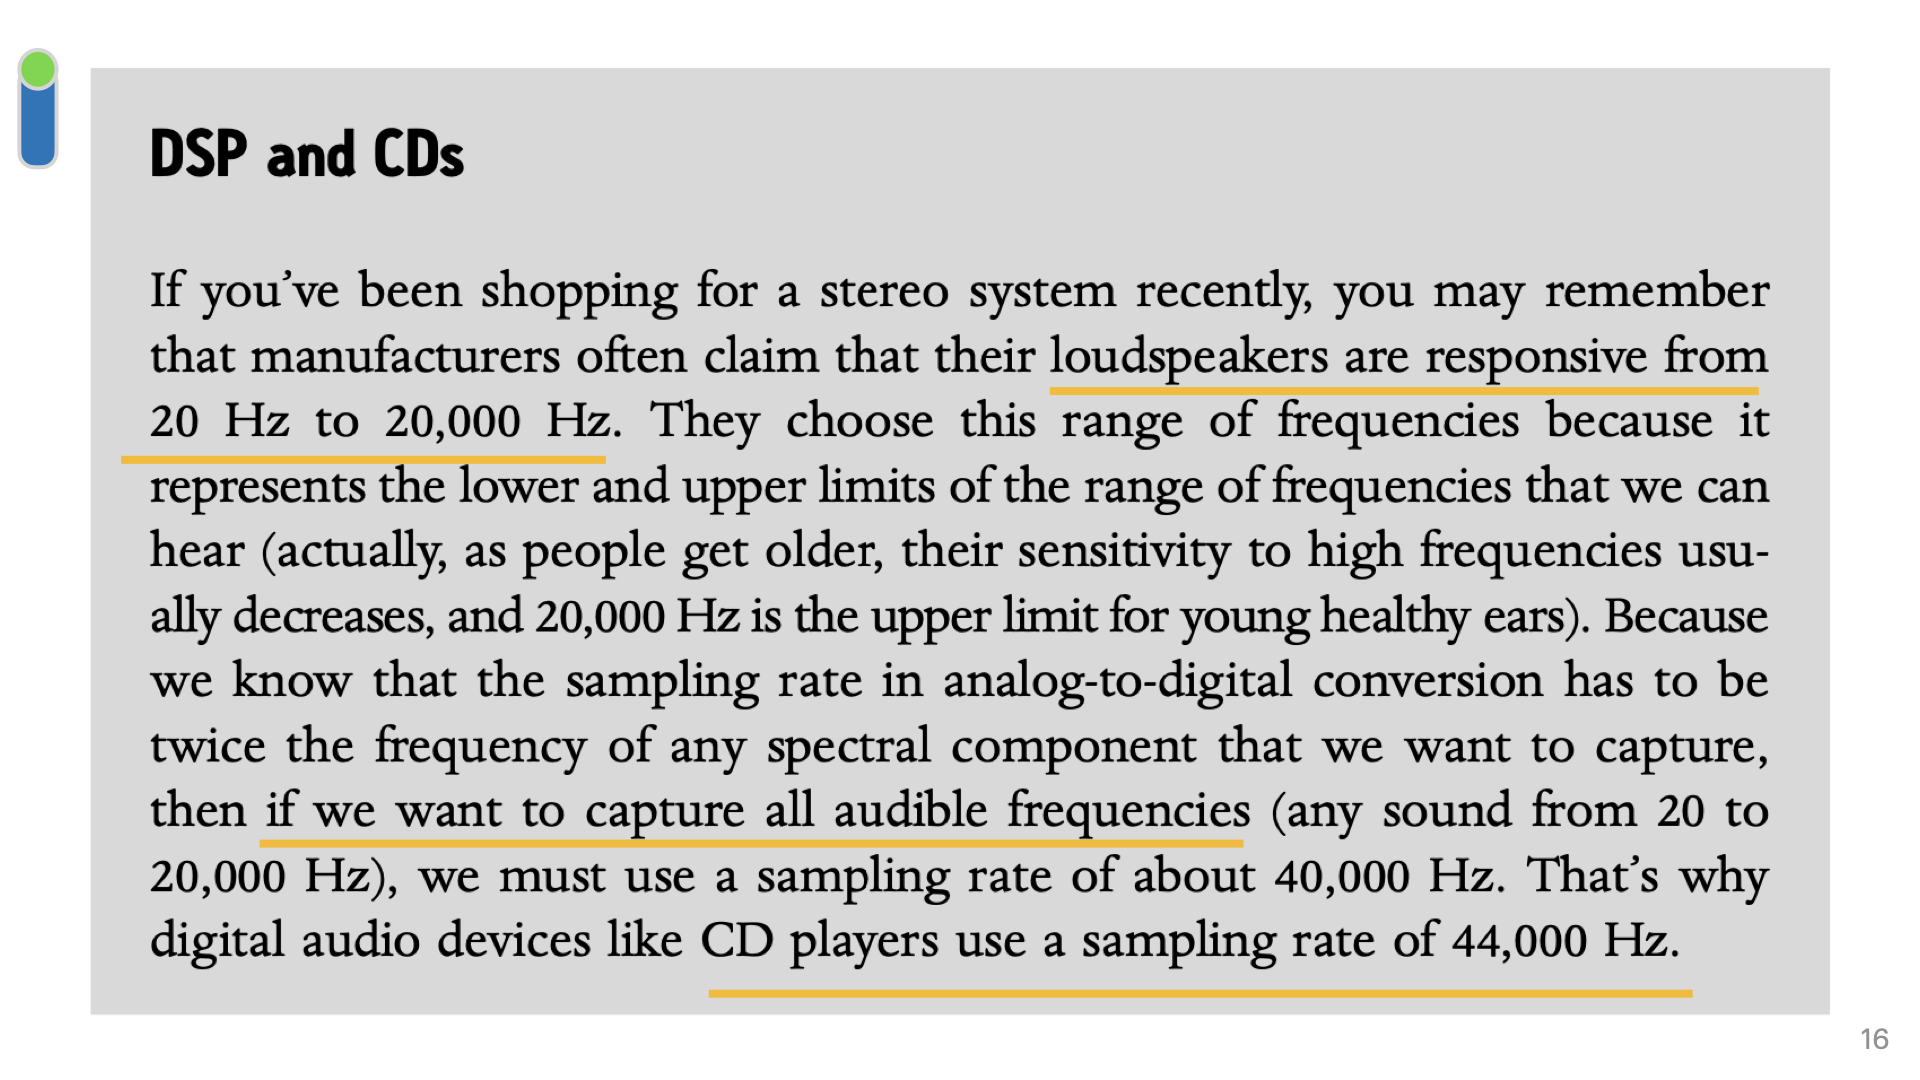 DSP and CDs
If you’ve been shopping for a stereo system recently, you may remember
that manufacturers often claim that their loudspeakers are responsive from
20 Hz to 20,000 Hz. They choose this range of frequencies because it
represents the lower and upper limits of the range of frequencies that we can
hear (actually, as people get older, their sensitivity to high frequencies usu-
ally decreases, and 20,000 Hz is the upper limit for young healthy ears). Because
we know that the sampling rate in analog-to-digital conversion has to be
twice the frequency of any spectral component that we want to capture,
then if we want to capture all audible frequencies (any sound from 20 to
20,000 Hz), we must use a sampling rate of about 40,000 Hz. That’s why
digital audio devices like CD players use a sampling rate of 44,000 Hz.
16